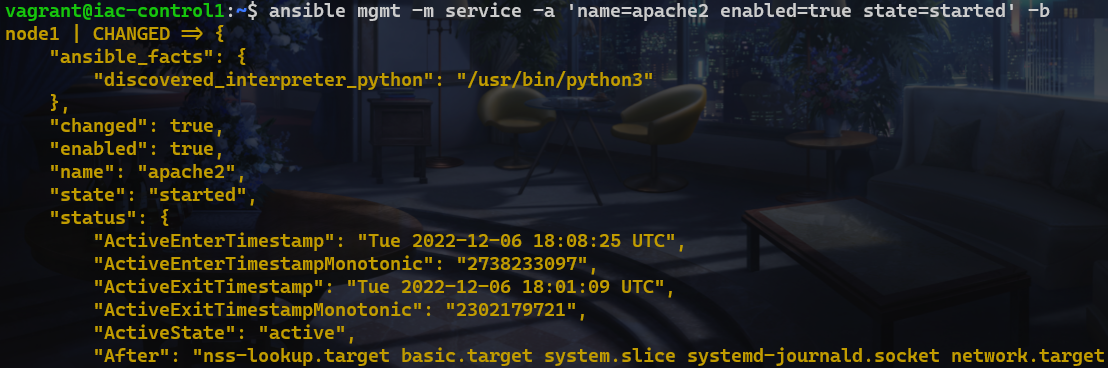 vagrant@iac-control1:~$ ansible mgmt -m service -a 'name=apache2 enabled=true state=started' -b
node1 | CHANGED => {
    "ansible_facts": {
        "discovered_interpreter_python": "/usr/bin/python3"
    },
    "changed": true,
    "enabled": true,
    "name": "apache2",
    "state": "started",
    "status": {
        "ActiveEnterTimestamp": "Tue 2022-12-06 18:08:25 UTC",
        "ActiveEnterTimestampMonotonic": "2738233097",
        "ActiveExitTimestamp": "Tue 2022-12-06 18:01:09 UTC",
        "ActiveExitTimestampMonotonic": "2302179721",
        "ActiveState": "active",
        "After": "nss-lookup.target basic.target system.slice systemd-journald.socket network.target